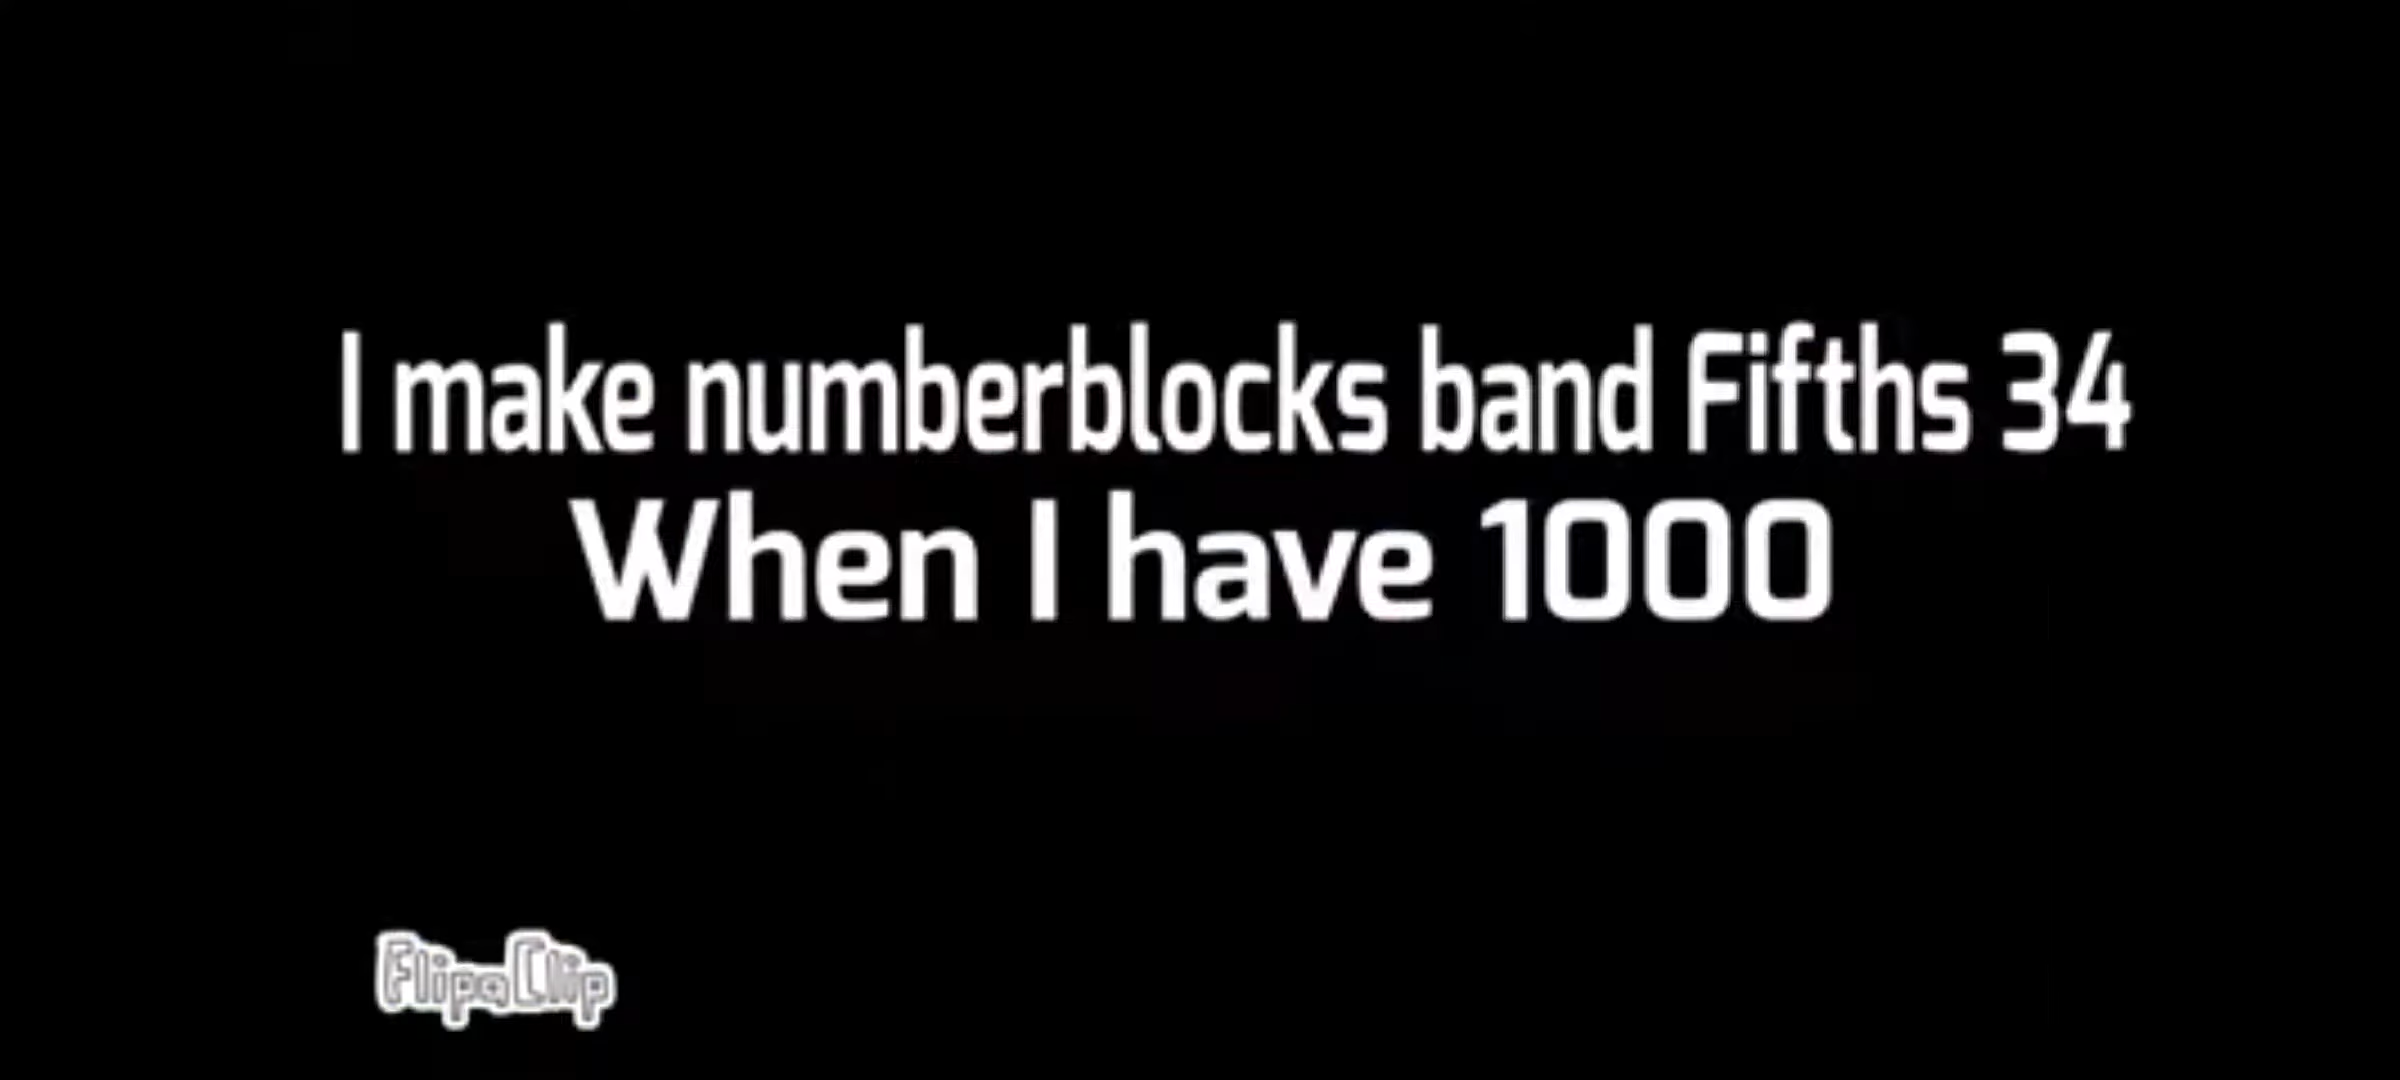 I make numberblocks band Fifths 34
When I have 1000
FlipaClip